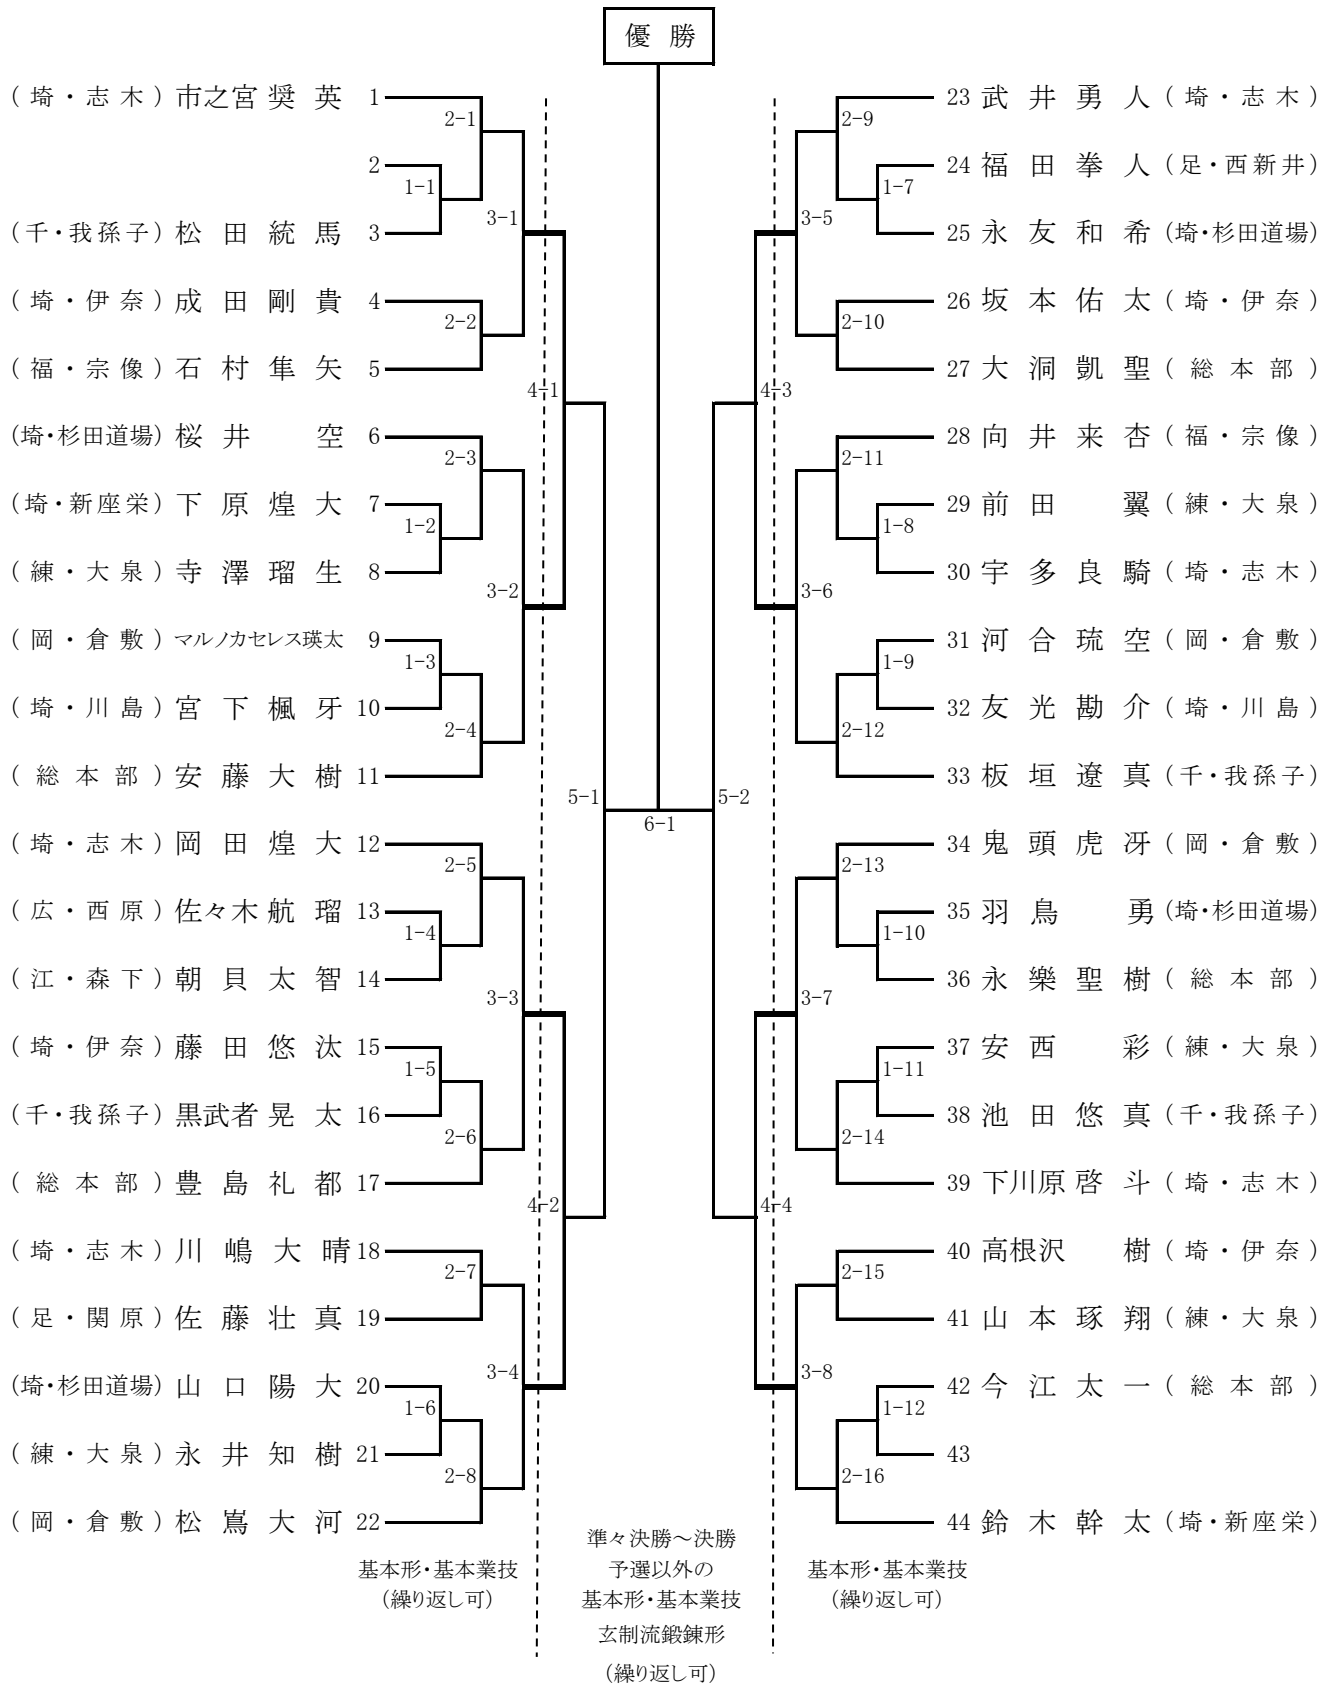 優勝
(埼・志木) 市之宮奨英 1
2-1
2
1-1
(千・我孫子) 松田統馬 3
3-1
(埼・伊奈) 成田剛貴 4
2-2
(福・宗像) 石村隼矢 5
4-1
(埼・杉田道場) 桜井空 6
2-3
(埼・新座栄) 下原煌大 7
1-2
(練・大泉) 寺澤瑠生 8
3-2
(岡・倉敷) マルノカセレス瑛太 9
1-3
(埼・川島) 宮下楓牙 10
2-4
(総本部) 安藤大樹 11
5-1
(埼・志木) 岡田煌大 12
2-5
(広・西原) 佐々木航瑠 13
1-4
(江・森下) 朝貝太智 14
3-3
(埼・伊奈) 藤田悠汰 15
1-5
(千・我孫子) 黒武者晃太 16
2-6
(総本部) 豊島礼都 17
4-2
(埼・志木) 川嶋大晴 18
2-7
(足・関原) 佐藤壮真 19
3-4
(埼・杉田道場) 山口陽大 20
1-6
(練・大泉) 永井知樹 21
2-8
(岡・倉敷) 松嶌大河 22
基本形・基本業技
(繰り返し可)
6-1
準々決勝～決勝
予選以外の
基本形・基本業技
玄制流鍛錬形
(繰り返し可)
23 武井勇人 (埼・志木)
2-9
24 福田拳人 (足・西新井)
1-7
3-5
25 永友和希 (埼・杉田道場)
26 坂本佑太 (埼・伊奈)
2-10
27 大洞凱聖 (総本部)
4-3
28 向井来杏 (福・宗像)
2-11
29 前田翼 (練・大泉)
1-8
30 宇多良騎 (埼・志木)
3-6
31 河合琉空 (岡・倉敷)
1-9
32 友光勘介 (埼・川島)
2-12
33 板垣遼真 (千・我孫子)
5-2
34 鬼頭虎冴 (岡・倉敷)
2-13
35 羽鳥勇 (埼・杉田道場)
1-10
36 永樂聖樹 (総本部)
3-7
37 安西彩 (練・大泉)
1-11
38 池田悠真 (千・我孫子)
2-14
39 下川原啓斗 (埼・志木)
4-4
40 高根沢樹 (埼・伊奈)
2-15
41 山本琢翔 (練・大泉)
3-8
42 今江太一 (総本部)
1-12
43
2-16
44 鈴木幹太 (埼・新座栄)
基本形・基本業技
(繰り返し可)